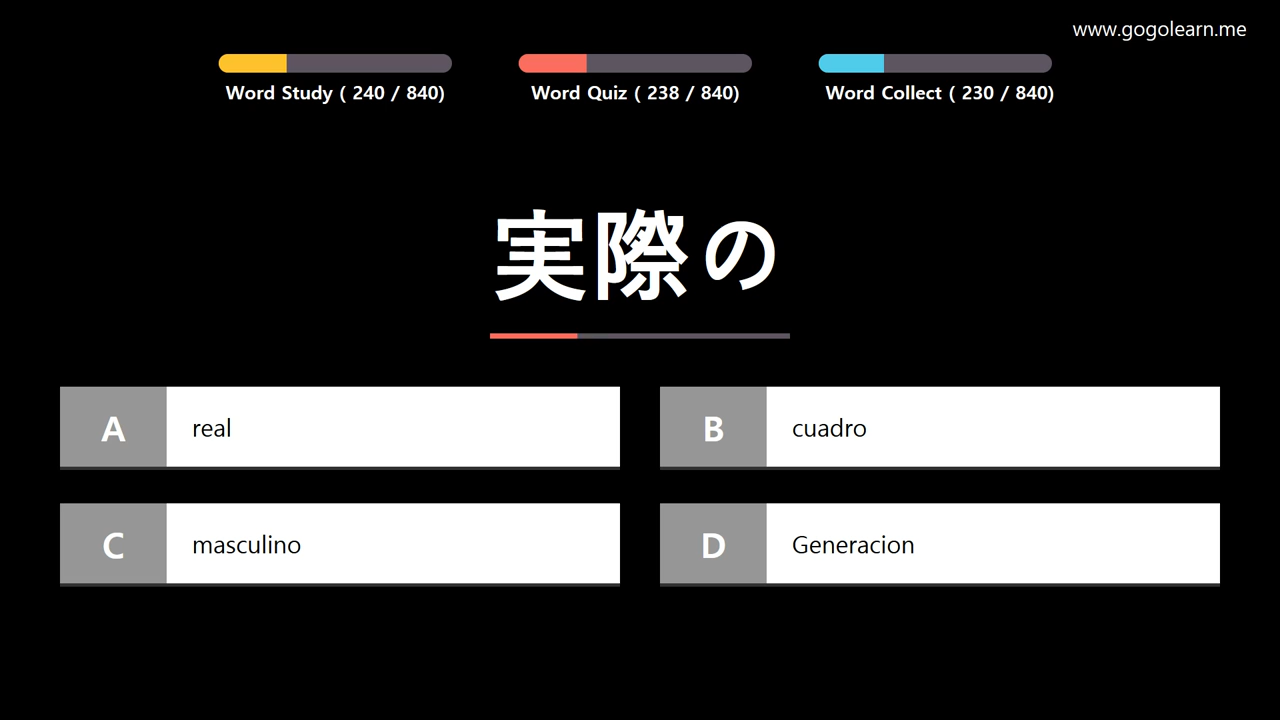 www.gogolearn.me
Word Study ( 240 / 840)
Word Quiz ( 238 / 840)
Word Collect ( 230 / 840)
実際の
A real
B cuadro
C masculino
D Generacion